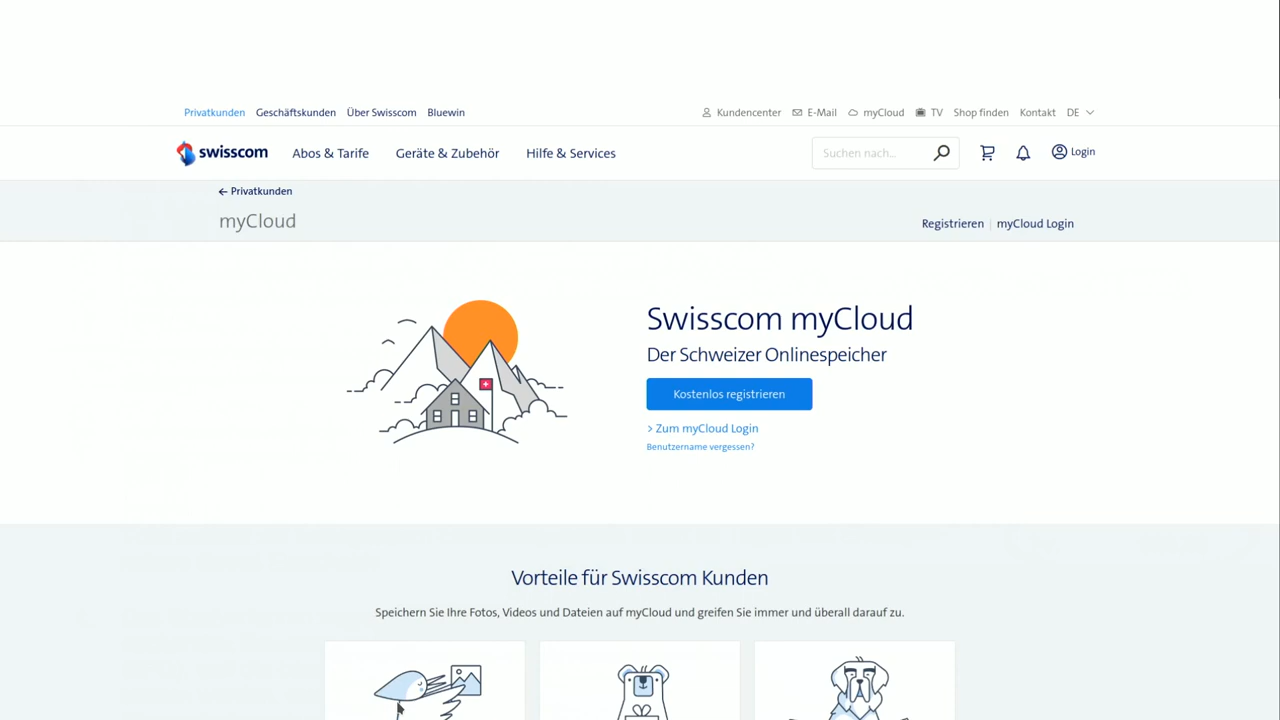 Privatkunden Geschäftskunden Über Swisscom Bluewin Kundencenter E-Mail myCloud TV Shop finden Kontakt DE
swisscom Abos & Tarife Geräte & Zubehör Hilfe & Services Suchen nach... Login
← Privatkunden
myCloud Registrieren | myCloud Login
Swisscom myCloud
Der Schweizer Onlinespeicher
Kostenlos registrieren
> Zum myCloud Login
Benutzername vergessen?
Vorteile für Swisscom Kunden
Speichern Sie Ihre Fotos, Videos und Dateien auf myCloud und greifen Sie immer und überall darauf zu.